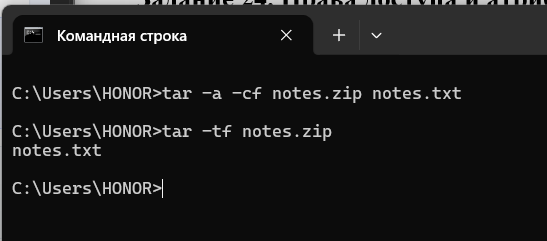 Командная строка
C:\Users\HONOR>tar -a -cf notes.zip notes.txt
C:\Users\HONOR>tar -tf notes.zip
notes.txt
C:\Users\HONOR>